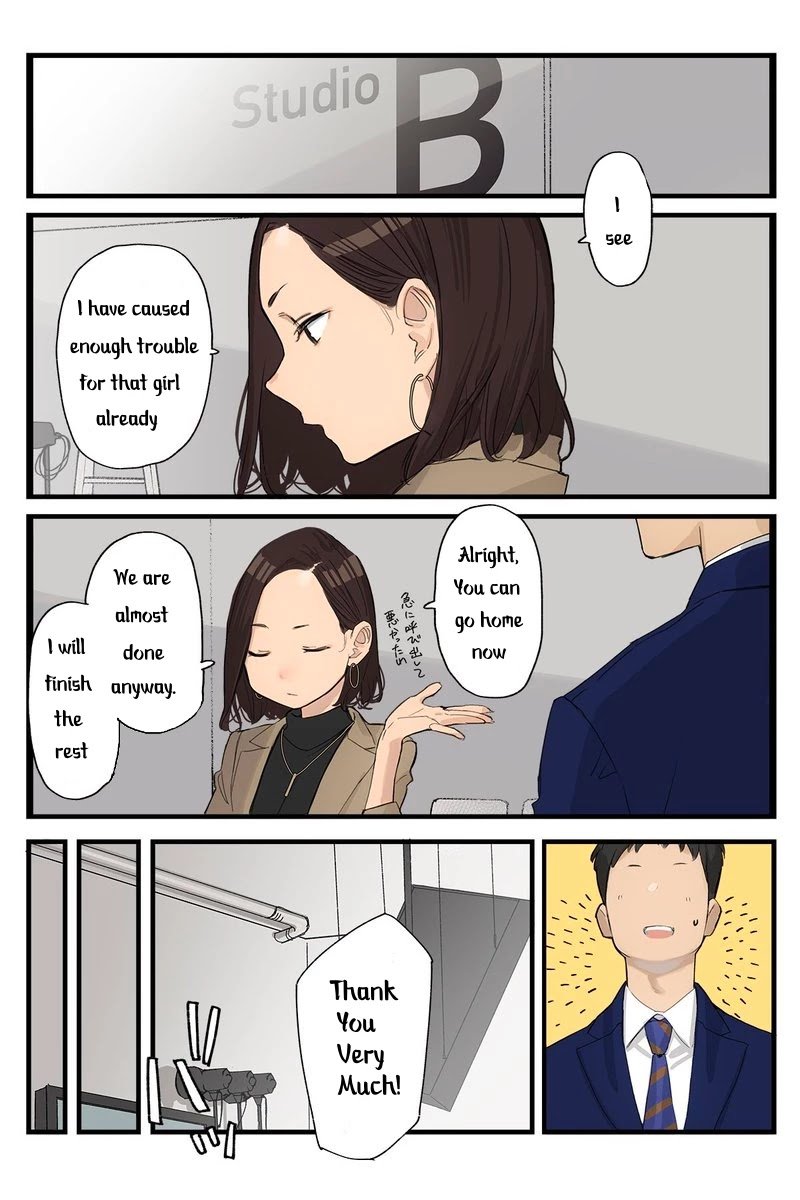 Studio
B
I
see
I have caused
enough trouble
for that girl
already
Alright,
You can
go home
now
急に呼び出して
悪かったね
We are
almost
done
anyway.
I will
finish
the
rest
Thank
You
Very
Much!